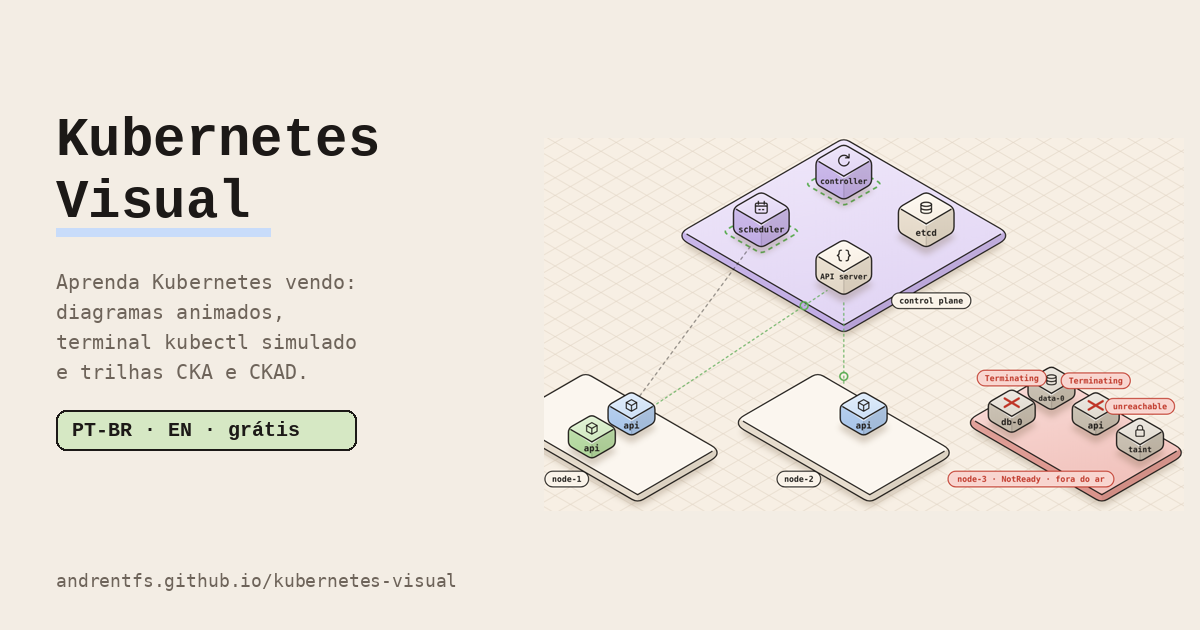 Kubernetes
Visual
Aprenda Kubernetes vendo:
diagramas animados,
terminal kubectl simulado
e trilhas CKA e CKAD.
PT-BR · EN · grátis
andrentfs.github.io/kubernetes-visual
controller
scheduler
etcd
API server
control plane
api
api
node-1
api
node-2
Terminating
Terminating
data-0
unreachable
db-0
api
taint
node-3 · NotReady · fora do ar